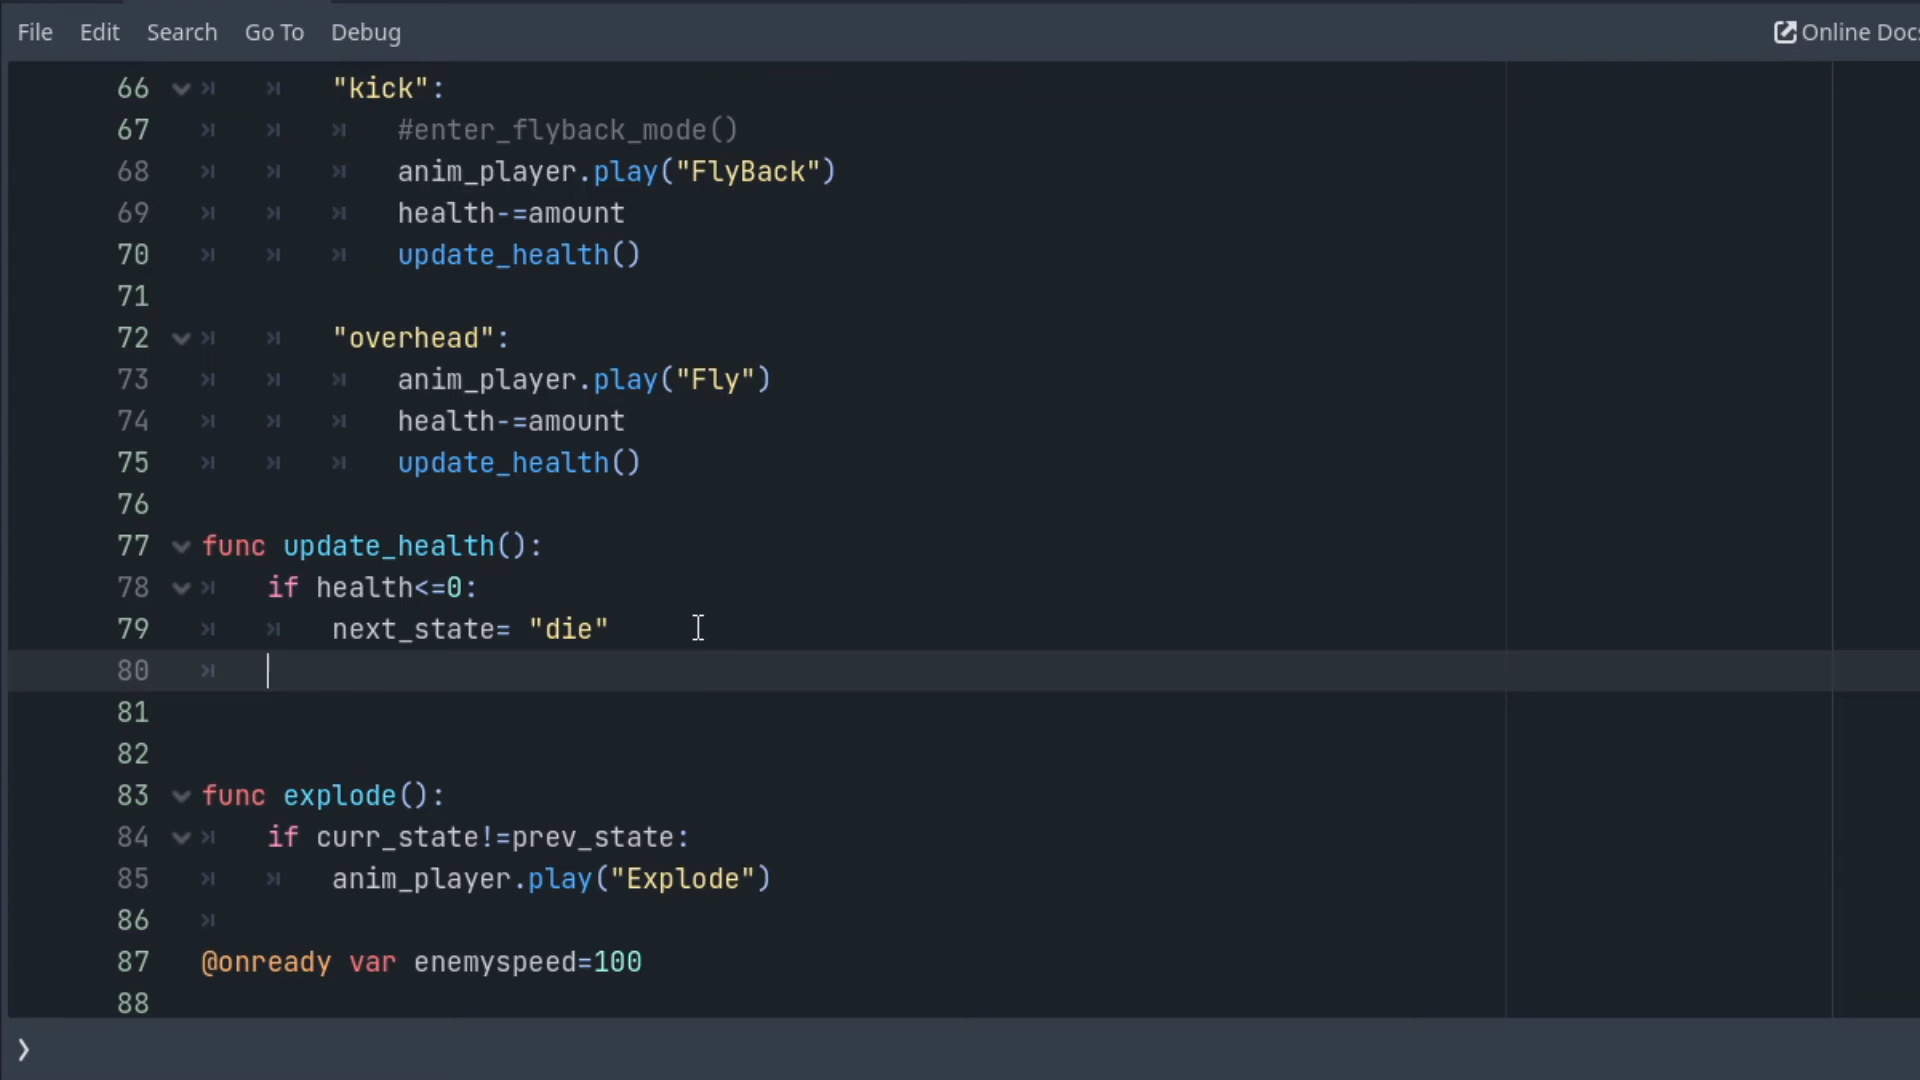 File Edit Search Go To Debug Online Docs
66 "kick":
67 #enter_flyback_mode()
68 anim_player.play("FlyBack")
69 health-=amount
70 update_health()
71
72 "overhead":
73 anim_player.play("Fly")
74 health-=amount
75 update_health()
76
77 func update_health():
78 if health<=0:
79 next_state= "die"
80
81
82
83 func explode():
84 if curr_state!=prev_state:
85 anim_player.play("Explode")
86
87 @onready var enemyspeed=100
88